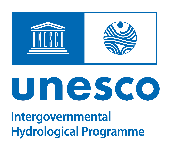 UNESCO
unesco
Intergovernmental
Hydrological Programme